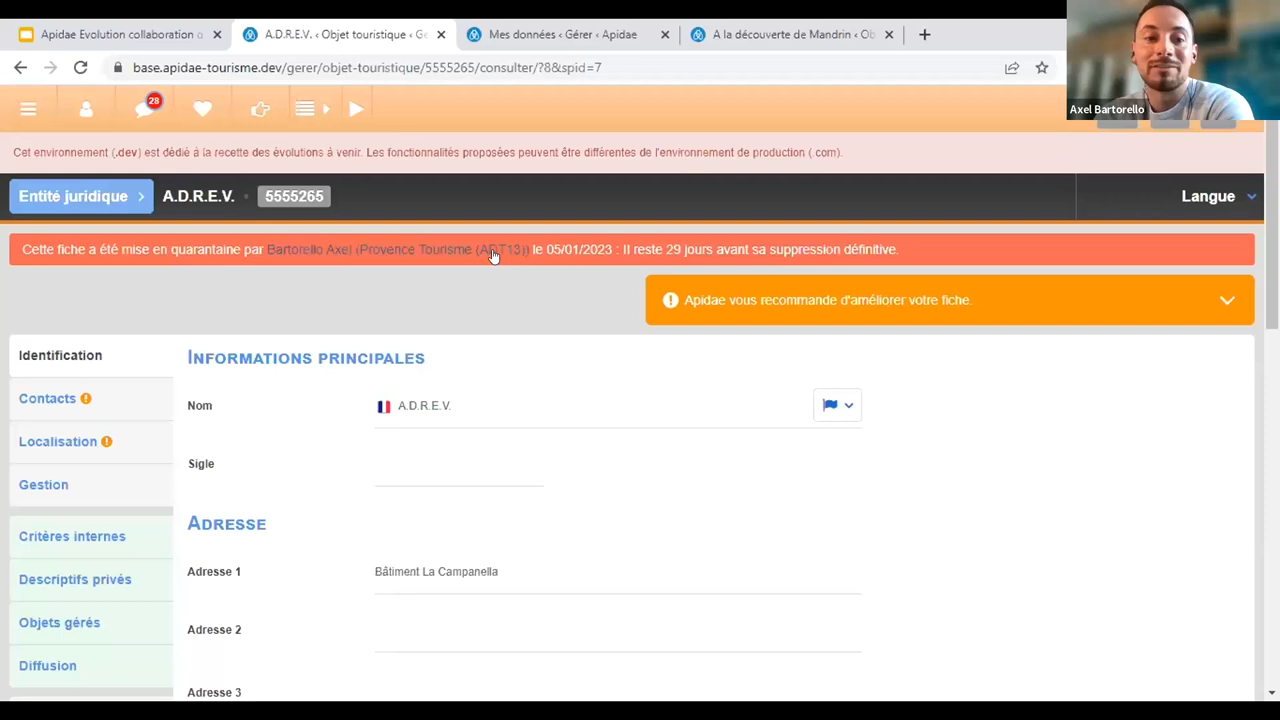 Apidae Evolution collaboration o
A.D.R.E.V. ‹ Objet touristique ‹ Ge
Mes données ‹ Gérer ‹ Apidae
A la découverte de Mandrin ‹ Ob
base.apidae-tourisme.dev/gerer/objet-touristique/5555265/consulter/?8&spid=7
Axel Bartorello
28
Cet environnement (.dev) est dédié à la recette des évolutions à venir. Les fonctionnalités proposées peuvent être différentes de l'environnement de production (.com).
Entité juridique
A.D.R.E.V.
5555265
Langue
Cette fiche a été mise en quarantaine par Bartorello Axel (Provence Tourisme (ADT13)) le 05/01/2023 : Il reste 29 jours avant sa suppression définitive.
Apidae vous recommande d'améliorer votre fiche.
Identification
Contacts
Localisation
Gestion
Critères internes
Descriptifs privés
Objets gérés
Diffusion
Informations principales
Nom
A.D.R.E.V.
Sigle
Adresse
Adresse 1
Bâtiment La Campanella
Adresse 2
Adresse 3